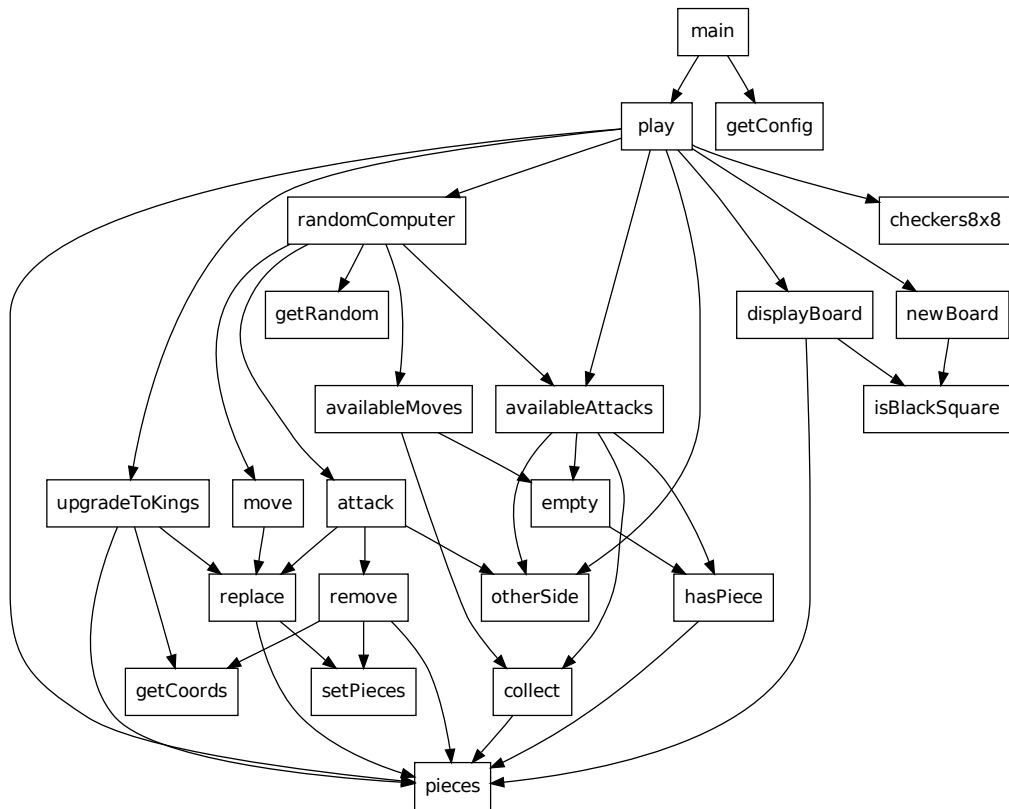 main
play
getConfig
randomComputer
checkers8x8
getRandom
displayBoard
newBoard
availableMoves
availableAttacks
isBlackSquare
upgradeToKings
move
attack
empty
replace
remove
otherSide
hasPiece
getCoords
setPieces
collect
pieces